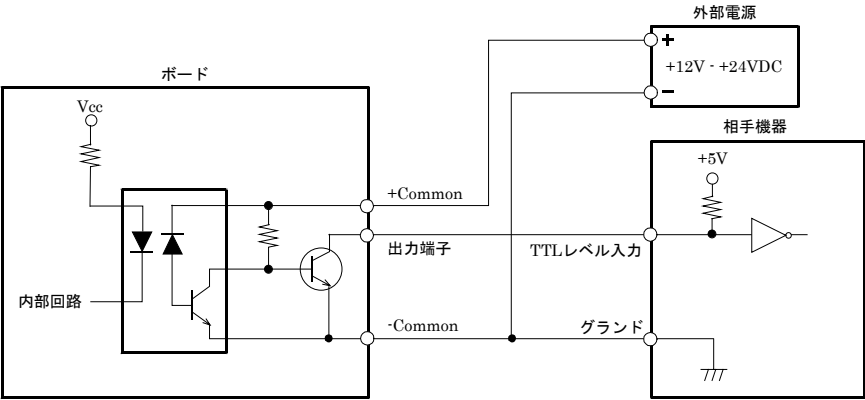 外部電源
+
+12V - +24VDC
−
ボード
Vcc
相手機器
+5V
+Common
出力端子
TTLレベル入力
内部回路
-Common
グランド